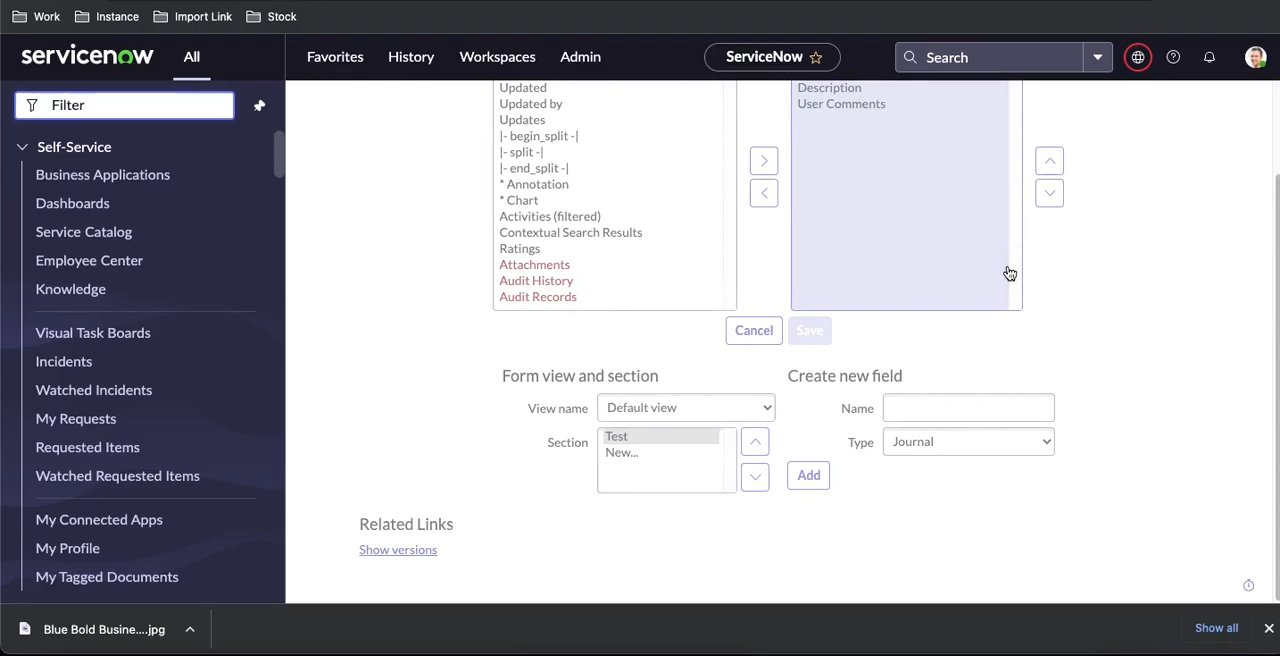 Work
Instance
Import Link
Stock
servicenow
All
Favorites
History
Workspaces
Admin
ServiceNow
Search
Filter
Self-Service
Business Applications
Dashboards
Service Catalog
Employee Center
Knowledge
Visual Task Boards
Incidents
Watched Incidents
My Requests
Requested Items
Watched Requested Items
My Connected Apps
My Profile
My Tagged Documents
Updated
Updated by
Updates
|- begin_split -|
|- split -|
|- end_split -|
* Annotation
* Chart
Activities (filtered)
Contextual Search Results
Ratings
Attachments
Audit History
Audit Records
Description
User Comments
Cancel
Save
Form view and section
View name
Default view
Section
Test
New...
Create new field
Name
Type
Journal
Add
Related Links
Show versions
Blue Bold Busine....jpg
Show all